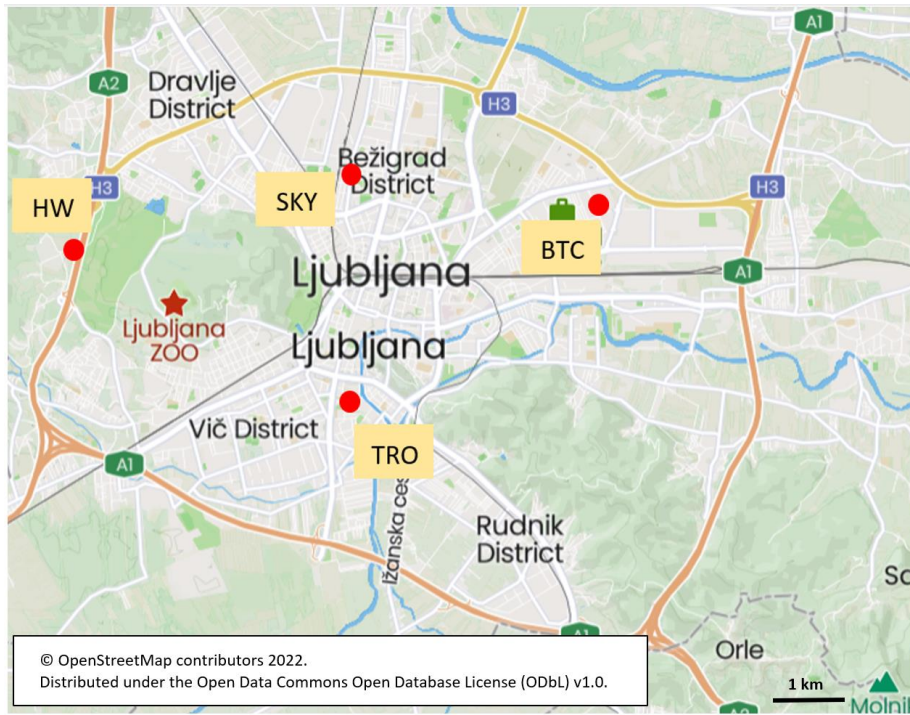 A1
A2
Dravlje
District
H3
Bežigrad
District
H3
H3
HW
SKY
BTC
Ljubljana
A1
Ljubljana
ZOO
Ljubljana
Vič District
TRO
A1
Ižanska ces
Rudnik
District
A1
Orle
© OpenStreetMap contributors 2022.
Distributed under the Open Data Commons Open Database License (ODbL) v1.0.
1 km